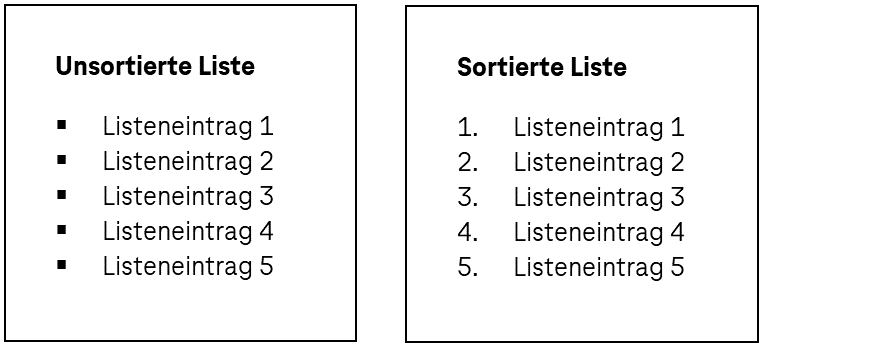 Unsortierte Liste
▪ Listeneintrag 1
▪ Listeneintrag 2
▪ Listeneintrag 3
▪ Listeneintrag 4
▪ Listeneintrag 5
Sortierte Liste
1. Listeneintrag 1
2. Listeneintrag 2
3. Listeneintrag 3
4. Listeneintrag 4
5. Listeneintrag 5